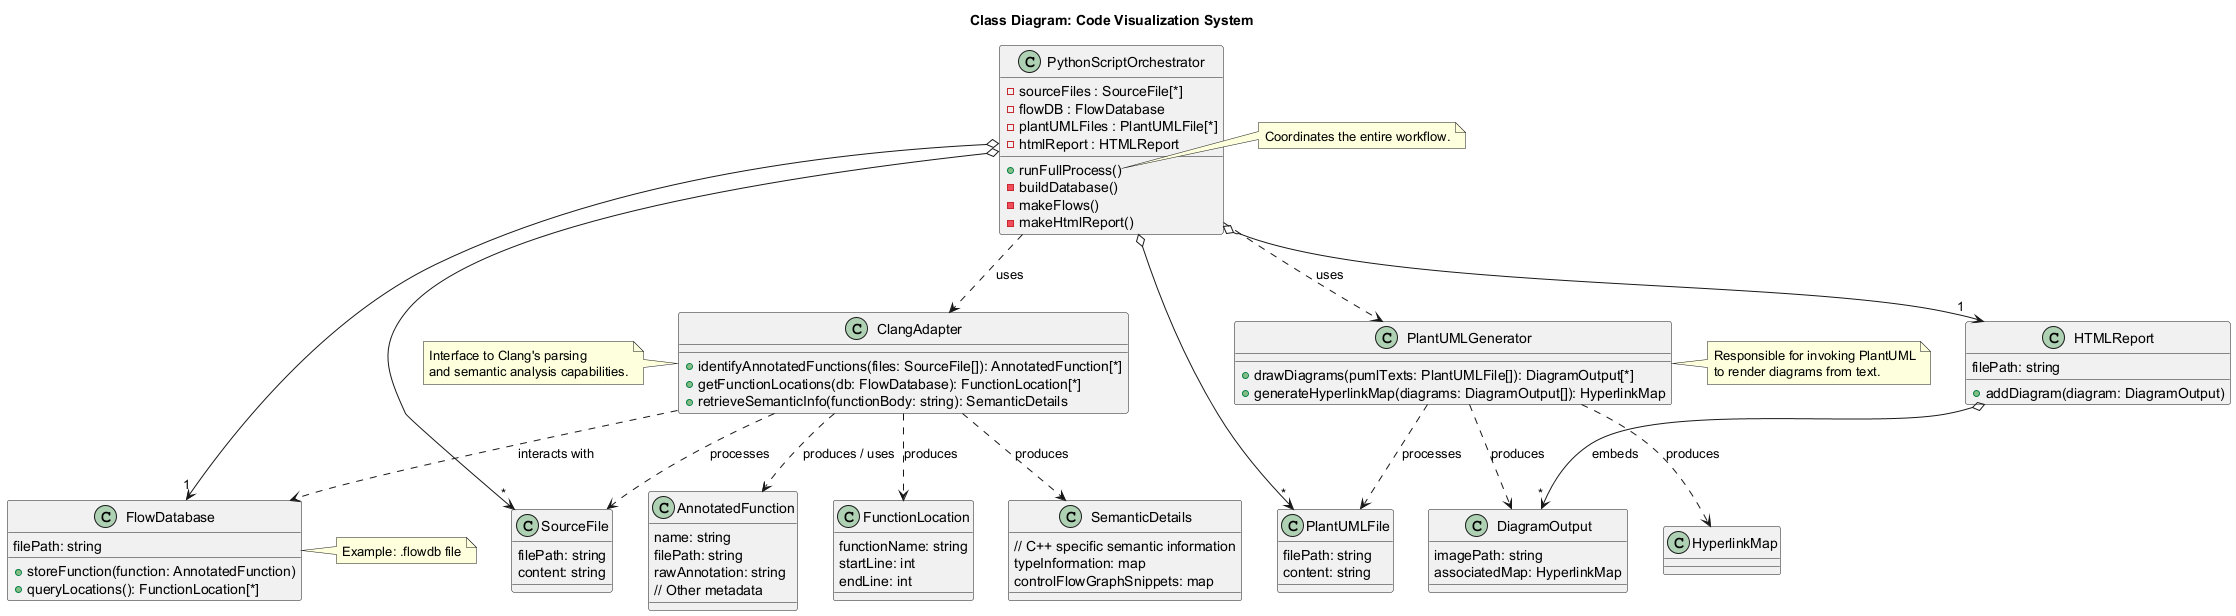 Class Diagram: Code Visualization System
C PythonScriptOrchestrator
sourceFiles : SourceFile[*]
flowDB : FlowDatabase
plantUMLFiles : PlantUMLFile[*]
htmlReport : HTMLReport
runFullProcess()
buildDatabase()
makeFlows()
makeHtmlReport()
Coordinates the entire workflow.
uses
uses
1
Interface to Clang's parsing
and semantic analysis capabilities.
C ClangAdapter
identifyAnnotatedFunctions(files: SourceFile[]): AnnotatedFunction[*]
getFunctionLocations(db: FlowDatabase): FunctionLocation[*]
retrieveSemanticInfo(functionBody: string): SemanticDetails
C PlantUMLGenerator
drawDiagrams(pumlTexts: PlantUMLFile[]): DiagramOutput[*]
generateHyperlinkMap(diagrams: DiagramOutput[]): HyperlinkMap
Responsible for invoking PlantUML
to render diagrams from text.
C HTMLReport
filePath: string
addDiagram(diagram: DiagramOutput)
interacts with
processes
produces / uses
produces
produces
processes
produces
embeds
produces
1
*
*
*
C FlowDatabase
filePath: string
storeFunction(function: AnnotatedFunction)
queryLocations(): FunctionLocation[*]
Example: .flowdb file
C SourceFile
filePath: string
content: string
C AnnotatedFunction
name: string
filePath: string
rawAnnotation: string
// Other metadata
C FunctionLocation
functionName: string
startLine: int
endLine: int
C SemanticDetails
// C++ specific semantic information
typeInformation: map
controlFlowGraphSnippets: map
C PlantUMLFile
filePath: string
content: string
C DiagramOutput
imagePath: string
associatedMap: HyperlinkMap
C HyperlinkMap